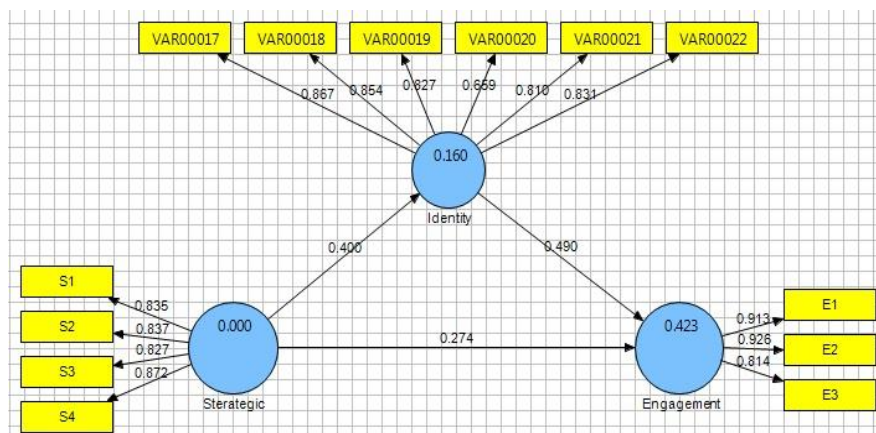 VAR00017 VAR00018 VAR00019 VAR00020 VAR00021 VAR00022
0.867 0.854 0.827 0.659 0.810 0.831
0.160
Identity
0.400 0.490
S1
S2
S3
S4
0.835
0.837
0.827
0.872
0.000
Sterategic
0.274
0.423
Engagement
0.913
0.926
0.814
E1
E2
E3